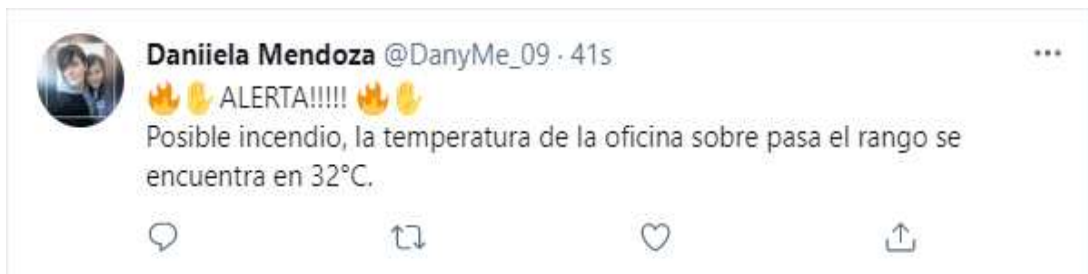 Daniiela Mendoza @DanyMe_09 · 41s
🔥✋ ALERTA!!!!! 🔥✋
Posible incendio, la temperatura de la oficina sobre pasa el rango se
encuentra en 32°C.